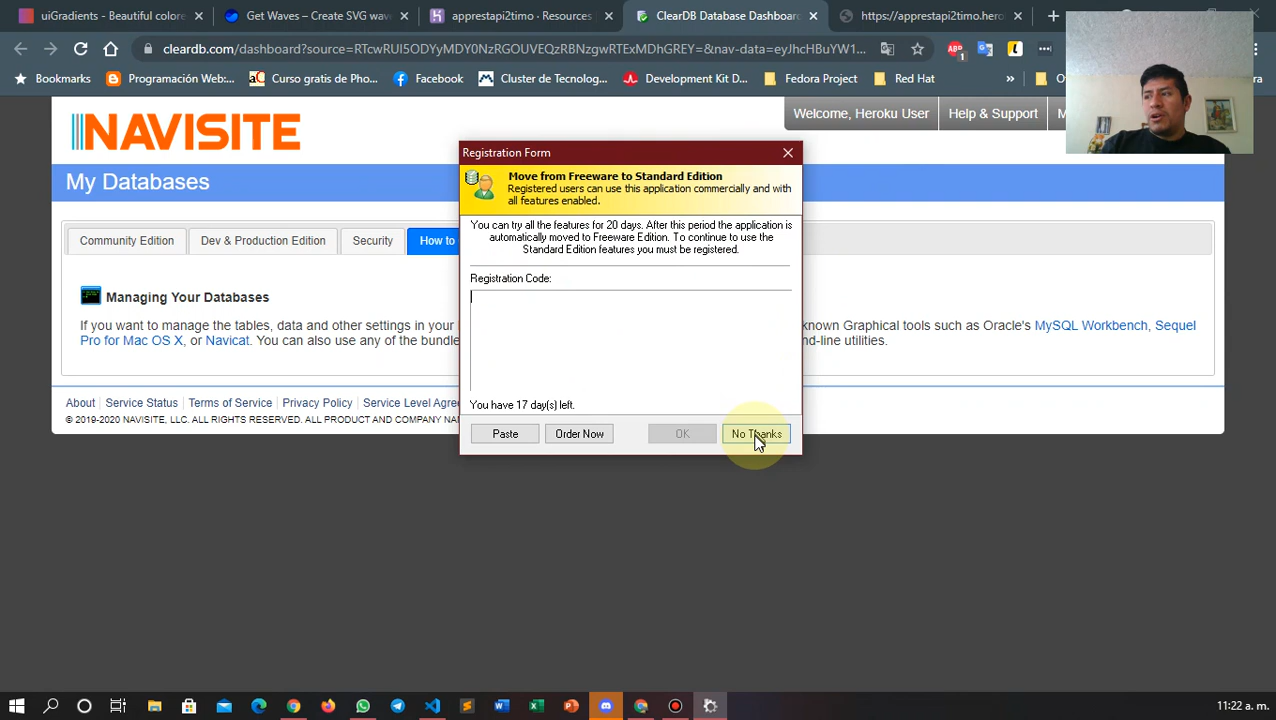 uiGradients - Beautiful colore
Get Waves – Create SVG wav
apprestapi2timo · Resources
ClearDB Database Dashboard
https://apprestapi2timo.hero
cleardb.com/dashboard?source=RTcwRUI5ODYyMDY0NzRGOUVEQzRBNzgwRTExMDhGREY=&nav-data=eyJhcHBuYW1...
ABP
1
Bookmarks
Programación Web:...
Curso gratis de Pho...
Facebook
Cluster de Tecnolog...
Development Kit D...
Fedora Project
Red Hat
»
NAVISITE
Welcome, Heroku User
Help & Support
My Databases
Community Edition
Dev & Production Edition
Security
How to
Managing Your Databases
If you want to manage the tables, data and other settings in your
known Graphical tools such as Oracle's MySQL Workbench, Sequel
Pro for Mac OS X, or Navicat. You can also use any of the bundle
nd-line utilities.
About
Service Status
Terms of Service
Privacy Policy
Service Level Agre
© 2019-2020 NAVISITE, LLC. ALL RIGHTS RESERVED. ALL PRODUCT AND COMPANY NA
Registration Form
Move from Freeware to Standard Edition
Registered users can use this application commercially and with
all features enabled.
You can try all the features for 20 days. After this period the application is
automatically moved to Freeware Edition. To continue to use the
Standard Edition features you must be registered.
Registration Code:
You have 17 day(s) left.
Paste
Order Now
OK
No Thanks
11:22 a. m.